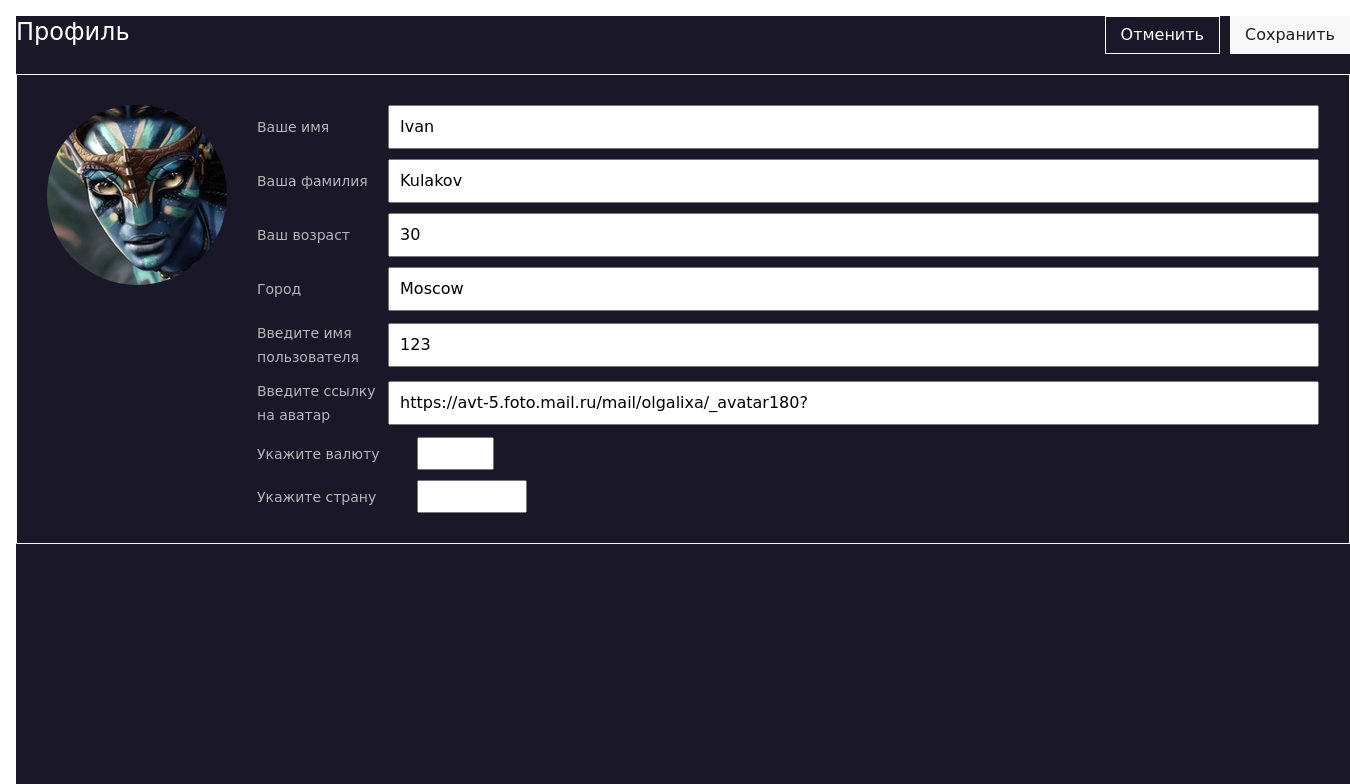 Профиль
Отменить
Сохранить
Ваше имя
Ivan
Ваша фамилия
Kulakov
Ваш возраст
30
Город
Moscow
Введите имя
пользователя
123
Введите ссылку
на аватар
https://avt-5.foto.mail.ru/mail/olgalixa/_avatar180?
Укажите валюту
Укажите страну